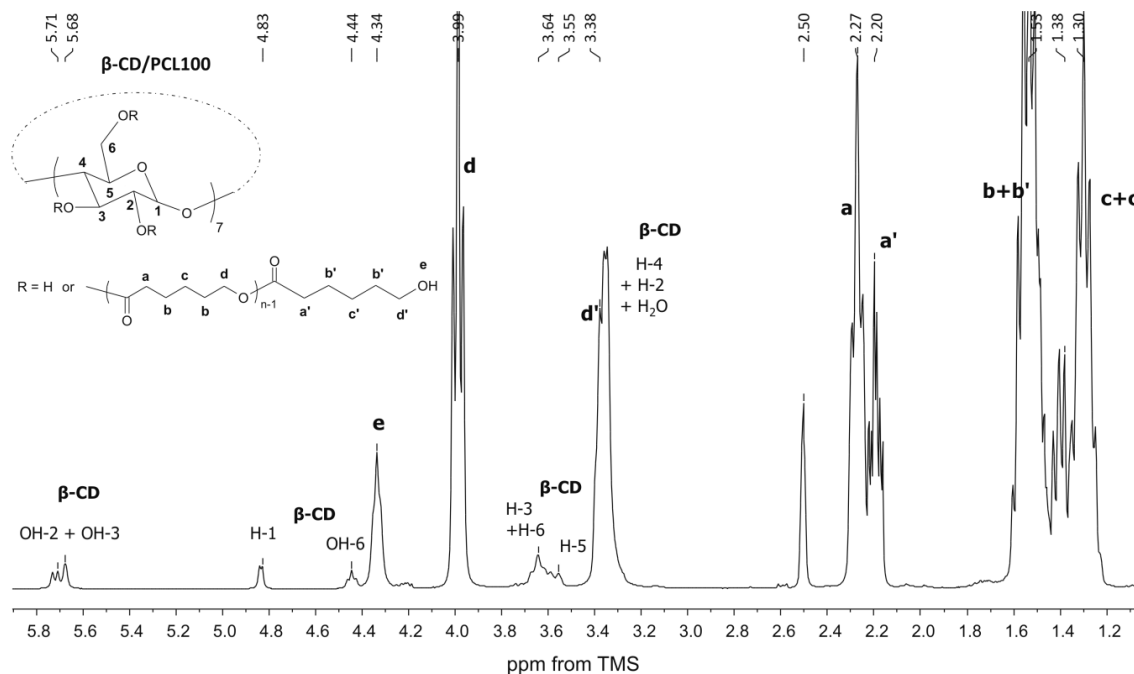 5.71
5.68
4.83
4.44
4.34
3.99
3.64
3.55
3.38
2.50
2.27
2.20
1.53
1.38
1.30
β-CD/PCL100
OR
6
4
O
5
RO
2
1
O
3
OR
7
R = H or
O
a
c
d
b
b
O
n-1
O
b'
b'
e
OH
a'
c'
d'
d
β-CD
H-4
+ H-2
+ H2O
d'
a
a'
b+b'
c+c
e
β-CD
OH-2 + OH-3
H-1
β-CD
OH-6
β-CD
H-3
+H-6
H-5
5.8 5.6 5.4 5.2 5.0 4.8 4.6 4.4 4.2 4.0 3.8 3.6 3.4 3.2 3.0 2.8 2.6 2.4 2.2 2.0 1.8 1.6 1.4 1.2
ppm from TMS